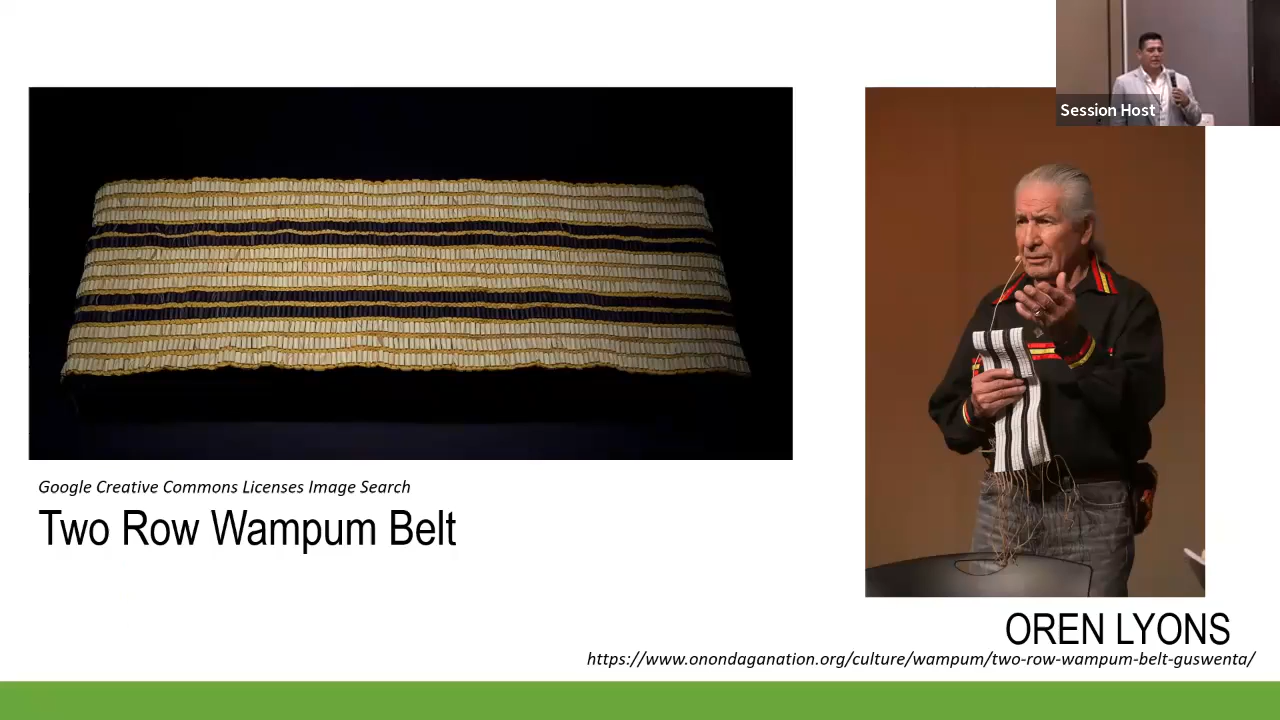 Session Host
Google Creative Commons Licenses Image Search
Two Row Wampum Belt
OREN LYONS
https://www.onondaganation.org/culture/wampum/two-row-wampum-belt-guswenta/